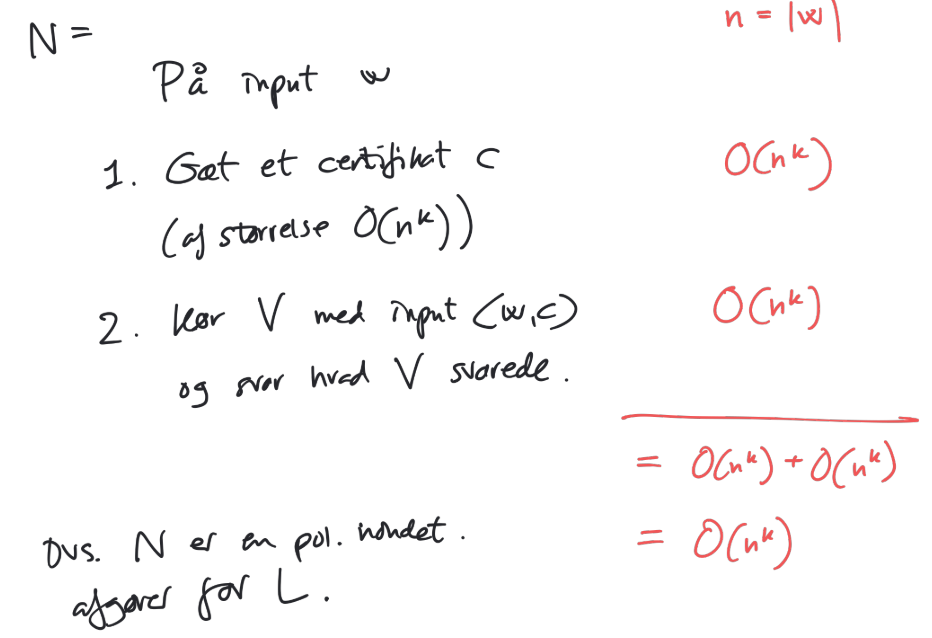 N =
n = |w|
På input w
1. Gæt et certifikat c
O(n^k)
(af størrelse O(n^k))
2. Kør V med input ⟨w,c⟩
O(n^k)
og svar hvad V svarede.
= O(n^k) + O(n^k)
= O(n^k)
Dvs. N er en pol. nondet.
afgører for L.